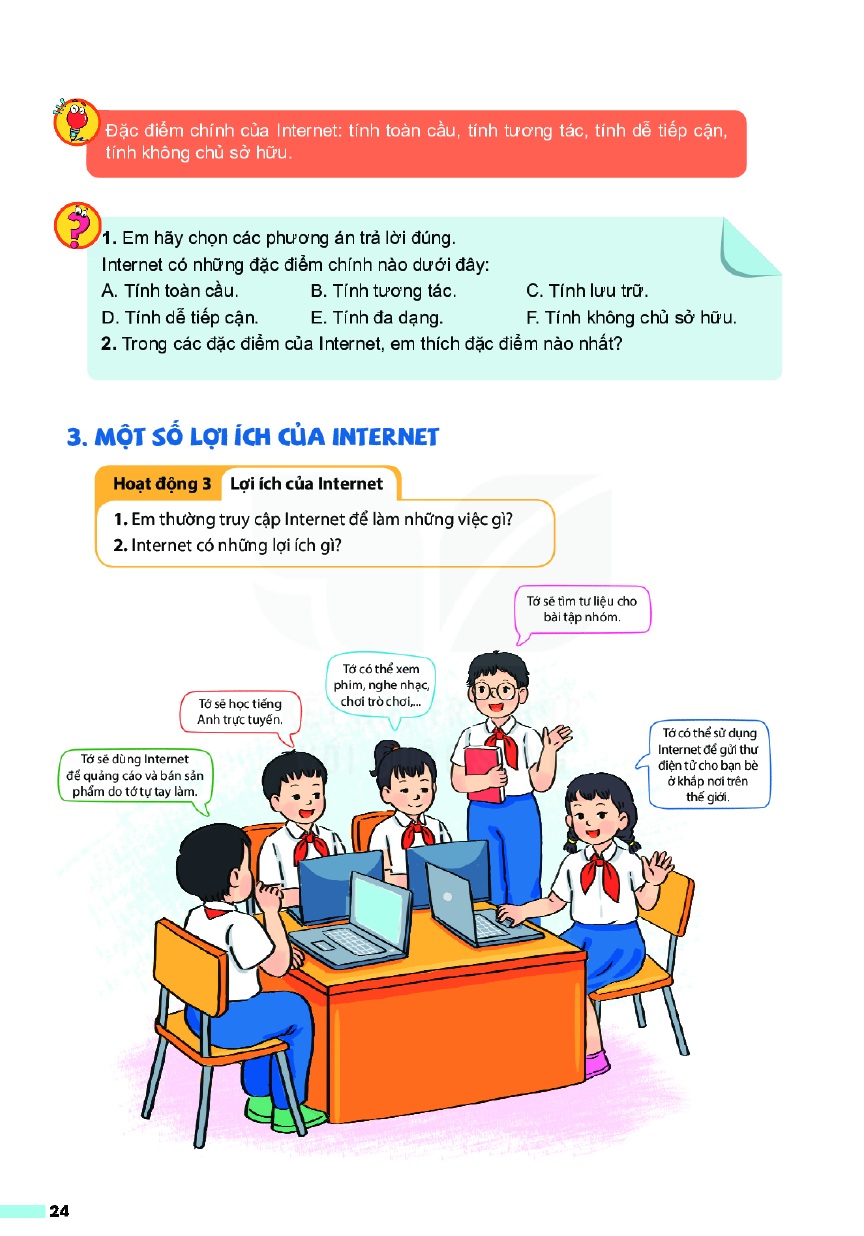 Đặc điểm chính của Internet: tính toàn cầu, tính tương tác, tính dễ tiếp cận,
tính không chủ sở hữu.
1. Em hãy chọn các phương án trả lời đúng.
Internet có những đặc điểm chính nào dưới đây:
A. Tính toàn cầu. B. Tính tương tác. C. Tính lưu trữ.
D. Tính dễ tiếp cận. E. Tính đa dạng. F. Tính không chủ sở hữu.
2. Trong các đặc điểm của Internet, em thích đặc điểm nào nhất?
3. MỘT SỐ LỢI ÍCH CỦA INTERNET
Hoạt động 3 Lợi ích của Internet
1. Em thường truy cập Internet để làm những việc gì?
2. Internet có những lợi ích gì?
Tớ sẽ tìm tư liệu cho
bài tập nhóm.
Tớ có thể xem
phim, nghe nhạc,
chơi trò chơi,...
Tớ sẽ học tiếng
Anh trực tuyến.
Tớ có thể sử dụng
Internet để gửi thư
điện tử cho bạn bè
ở khắp nơi trên
thế giới.
Tớ sẽ dùng Internet
để quảng cáo và bán sản
phẩm do tớ tự tay làm.
24